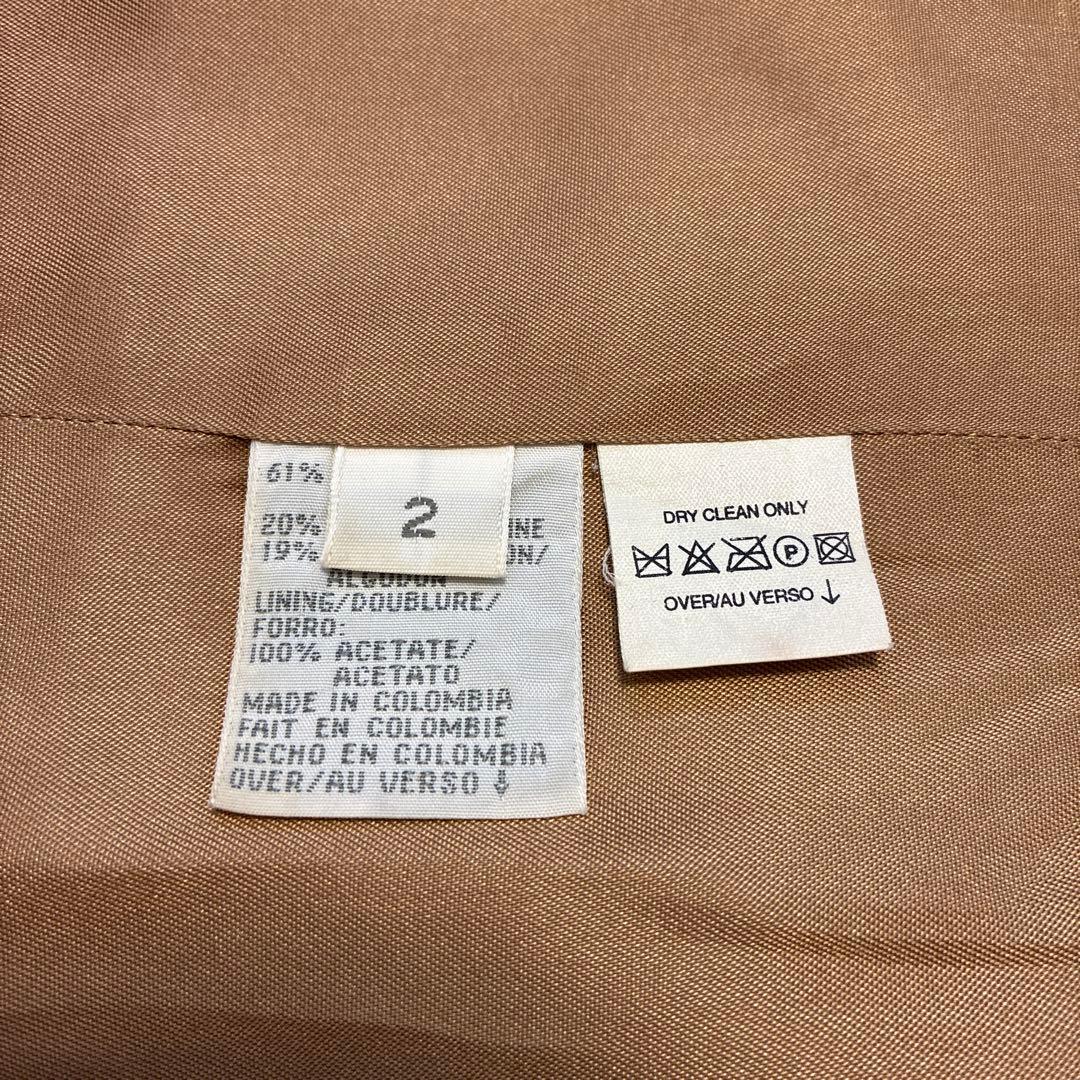 61%
2
20%
19%
ALGODON
LINING/DOUBLURE/
FORRO:
100% ACETATE/
ACETATO
MADE IN COLOMBIA
FAIT EN COLOMBIE
HECHO EN COLOMBIA
OVER/AU VERSO ↓
DRY CLEAN ONLY
P
OVER/AU VERSO ↓